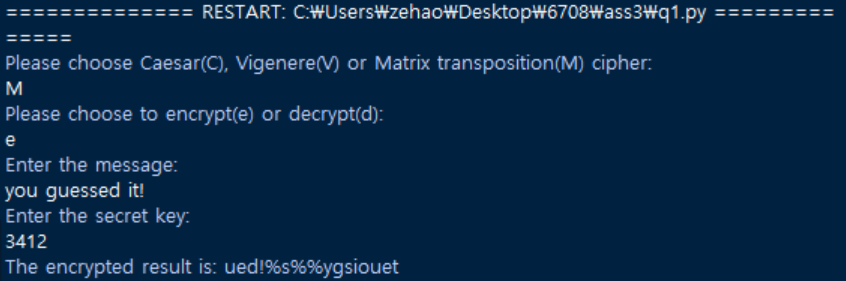 ============== RESTART: C:₩Users₩zehao₩Desktop₩6708₩ass3₩q1.py =========
=====
Please choose Caesar(C), Vigenere(V) or Matrix transposition(M) cipher:
M
Please choose to encrypt(e) or decrypt(d):
e
Enter the message:
you guessed it!
Enter the secret key:
3412
The encrypted result is: ued!%s%%ygsiouet